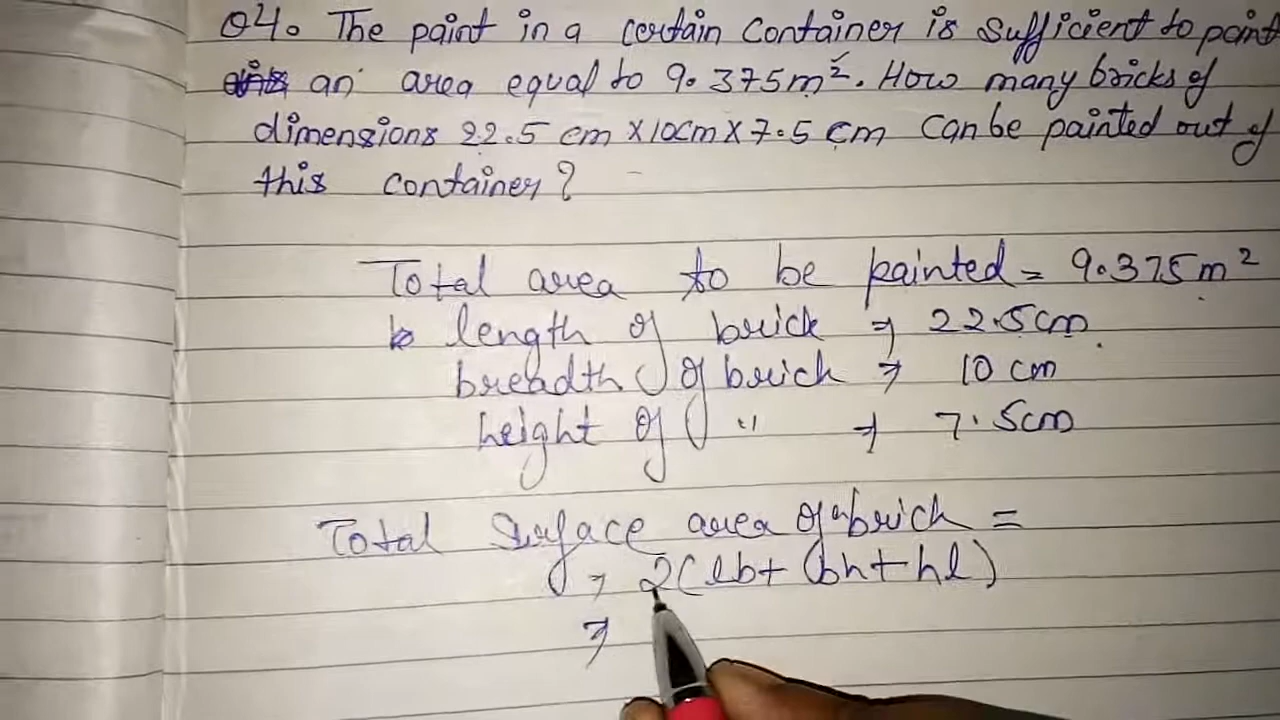 Q4. The paint in a certain Container is Sufficient to paint
an area equal to 9.375m². How many bricks of
dimensions 22.5 cm X10cm X 7.5 cm Can be painted out of
this container?
Total area to be painted = 9.375m²
length of brick ⇒ 22.5cm
breadth of brick ⇒ 10 cm
height of " ⇒ 7.5cm
Total Surface area of a brick =
⇒ 2(lb+(bh+hl)
⇒